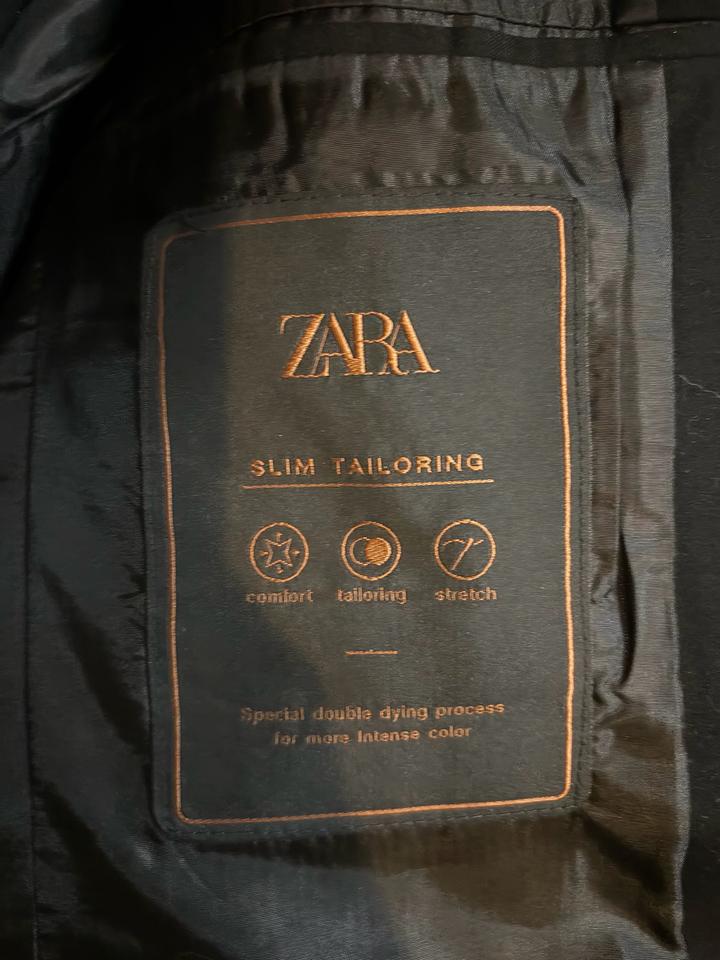 ZARA
SLIM TAILORING
comfort tailoring stretch
Special double dying process
for more Intense color